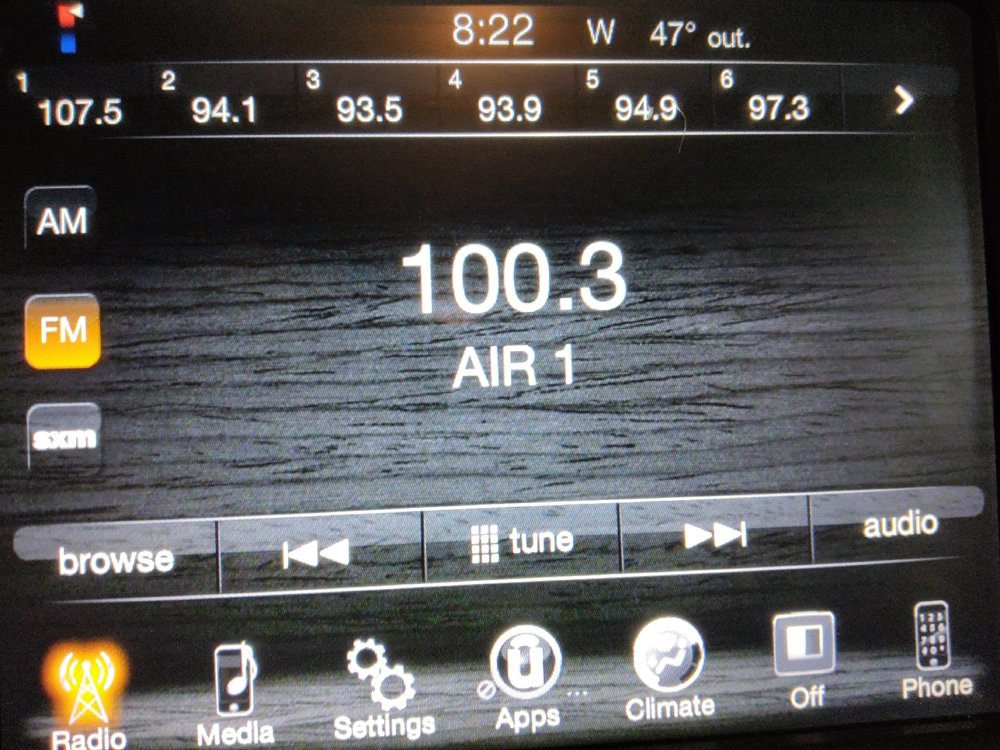 8:22 W 47° out.
1 2 3 4 5 6
107.5 94.1 93.5 93.9 94.9 97.3
AM
100.3
FM
AIR 1
sxm
browse tune audio
Radio Media Settings Apps Climate Off Phone